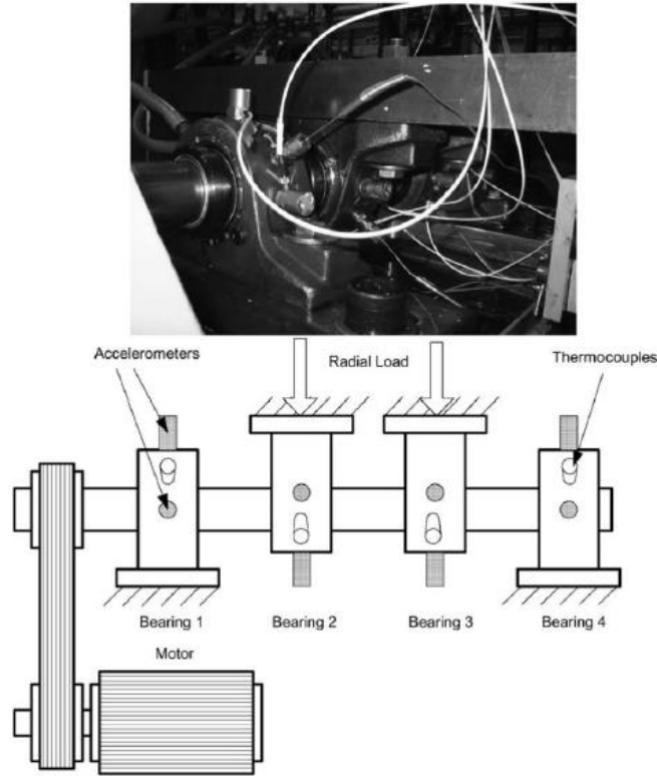 Accelerometers
Radial Load
Thermocouples
Bearing 1
Bearing 2
Bearing 3
Bearing 4
Motor